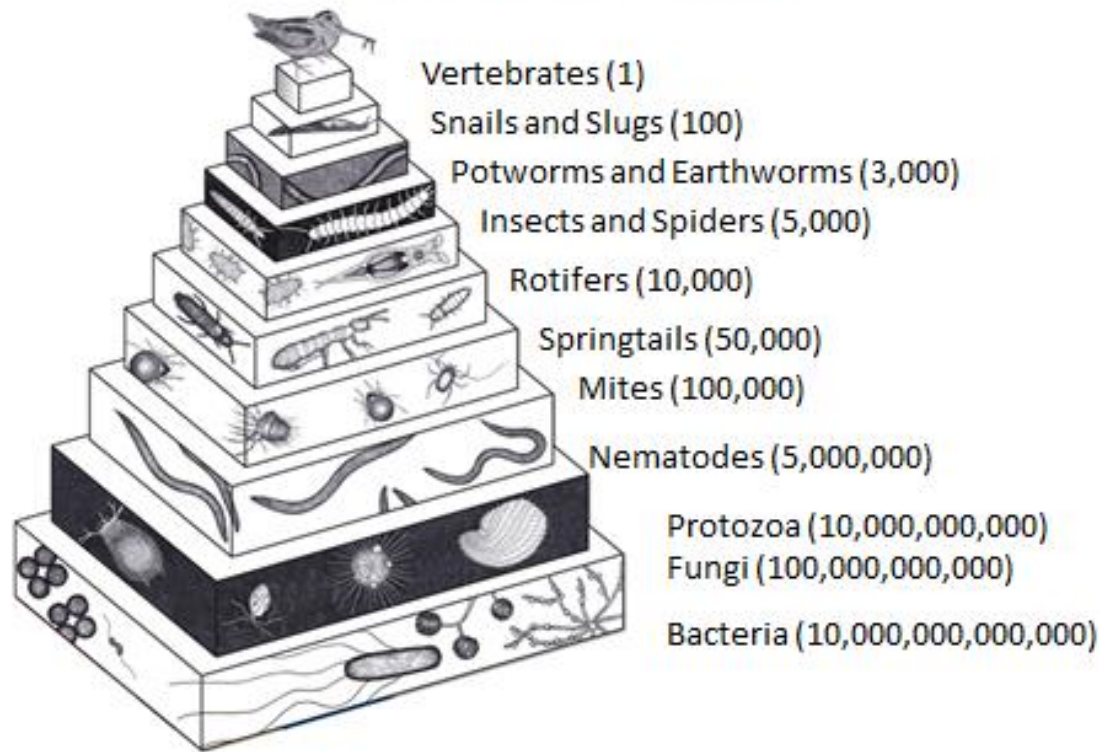 Vertebrates (1)
Snails and Slugs (100)
Potworms and Earthworms (3,000)
Insects and Spiders (5,000)
Rotifers (10,000)
Springtails (50,000)
Mites (100,000)
Nematodes (5,000,000)
Protozoa (10,000,000,000)
Fungi (100,000,000,000)
Bacteria (10,000,000,000,000)